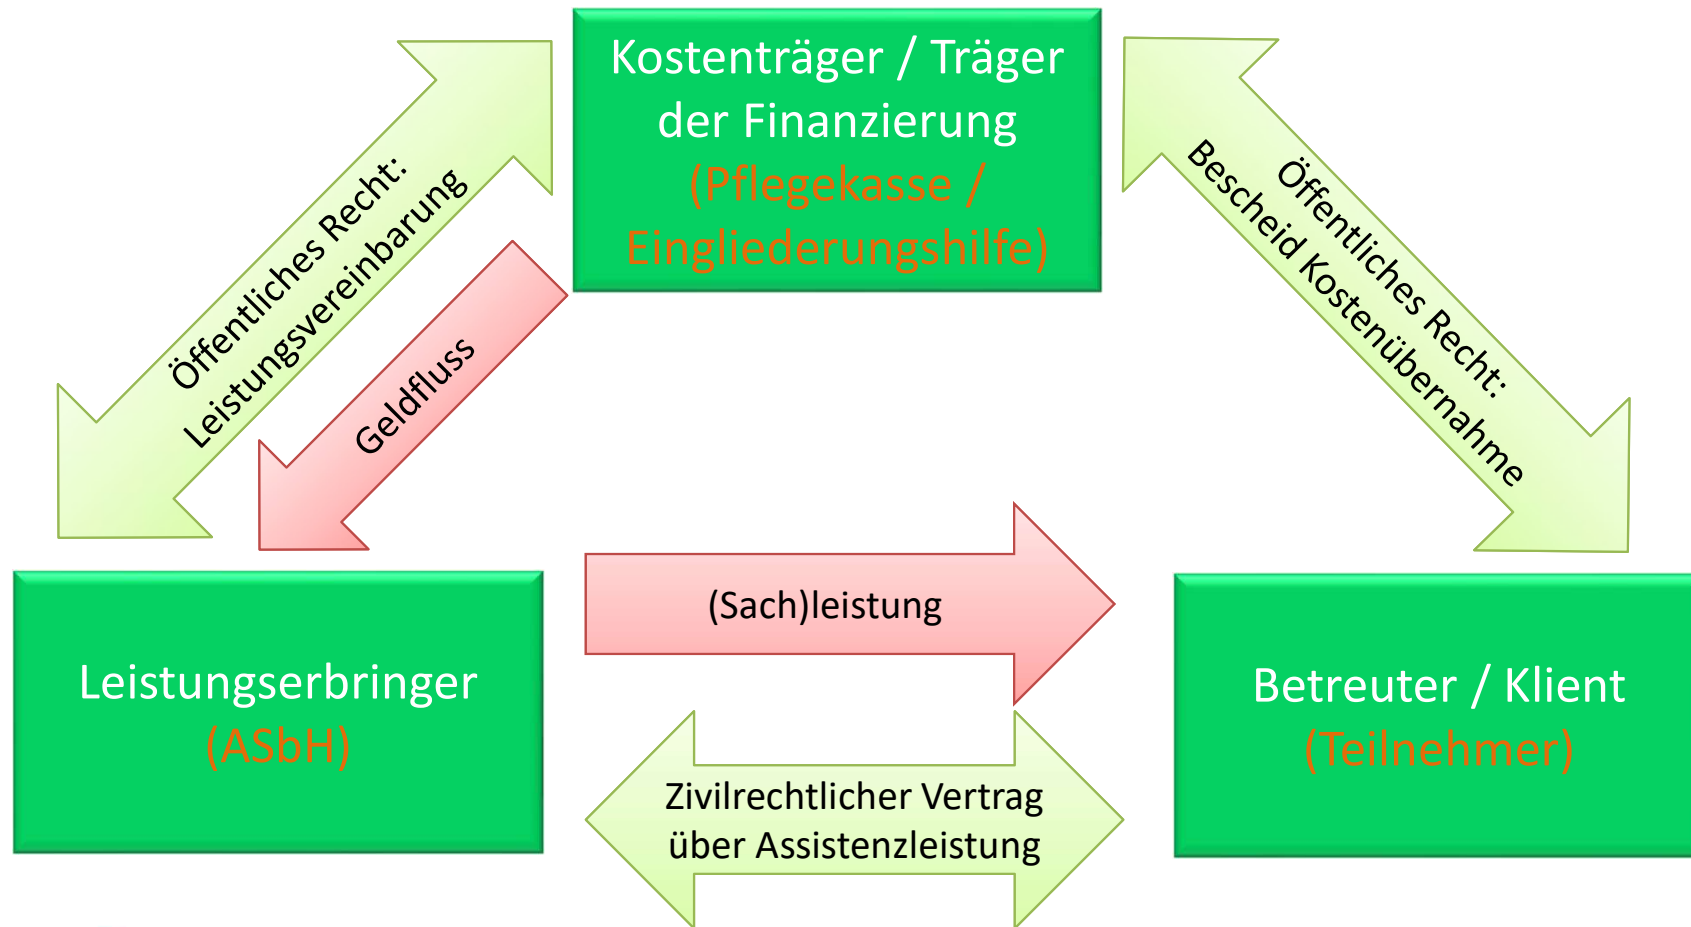 Kostenträger / Träger
der Finanzierung
(Pflegekasse /
Eingliederungshilfe)
Öffentliches Recht:
Leistungsvereinbarung
Geldfluss
Öffentliches Recht:
Bescheid Kostenübernahme
Leistungserbringer
(ASbH)
(Sach)leistung
Zivilrechtlicher Vertrag
über Assistenzleistung
Betreuter / Klient
(Teilnehmer)